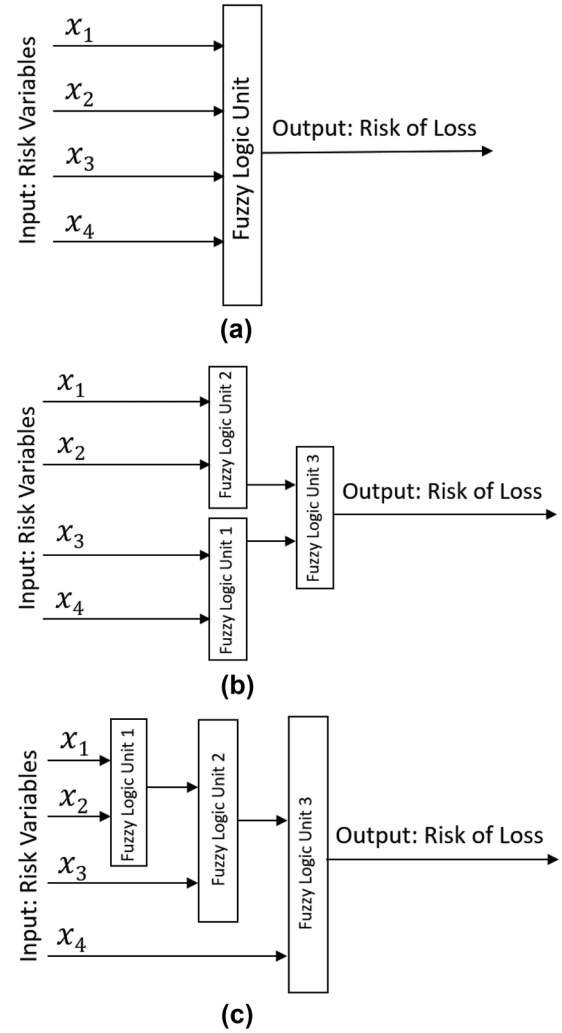 Input: Risk Variables
x1
x2
x3
x4
Fuzzy Logic Unit
Output: Risk of Loss
(a)
Input: Risk Variables
x1
x2
x3
x4
Fuzzy Logic Unit 2
Fuzzy Logic Unit 1
Fuzzy Logic Unit 3
Output: Risk of Loss
(b)
Input: Risk Variables
x1
x2
x3
x4
Fuzzy Logic Unit 1
Fuzzy Logic Unit 2
Fuzzy Logic Unit 3
Output: Risk of Loss
(c)